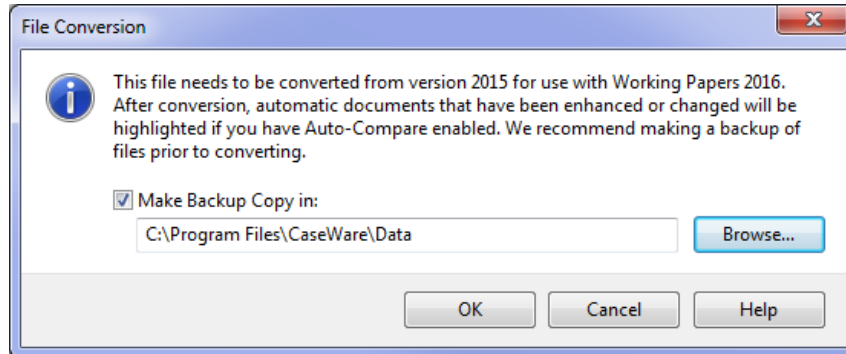 File Conversion
x
This file needs to be converted from version 2015 for use with Working Papers 2016.
After conversion, automatic documents that have been enhanced or changed will be
highlighted if you have Auto-Compare enabled. We recommend making a backup of
files prior to converting.
Make Backup Copy in:
C:\Program Files\CaseWare\Data Browse...
OK Cancel Help